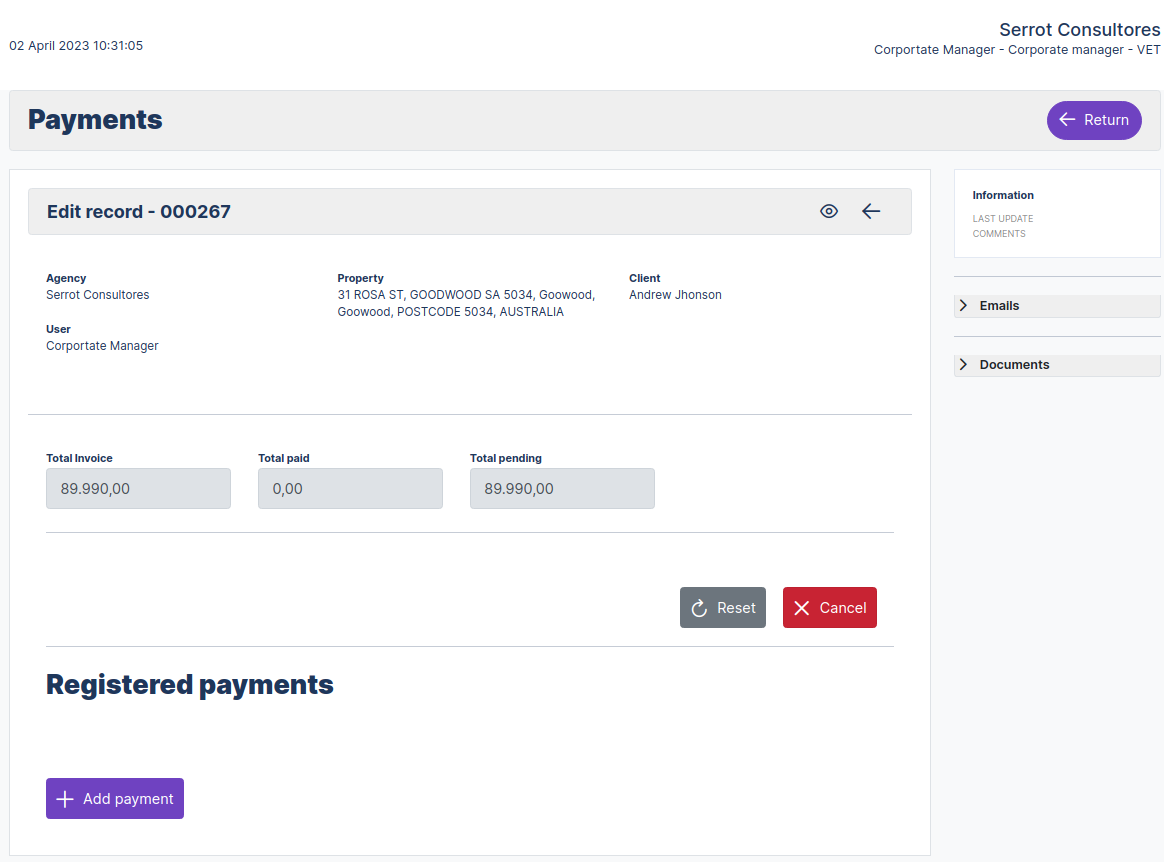 02 April 2023 10:31:05
Serrot Consultores
Corportate Manager - Corporate manager - VET
Payments
Return
Edit record - 000267
Agency
Serrot Consultores
Property
31 ROSA ST, GOODWOOD SA 5034, Goowood,
Goowood, POSTCODE 5034, AUSTRALIA
Client
Andrew Jhonson
User
Corportate Manager
Total Invoice
89.990,00
Total paid
0,00
Total pending
89.990,00
Reset
Cancel
Registered payments
Add payment
Information
LAST UPDATE
COMMENTS
Emails
Documents